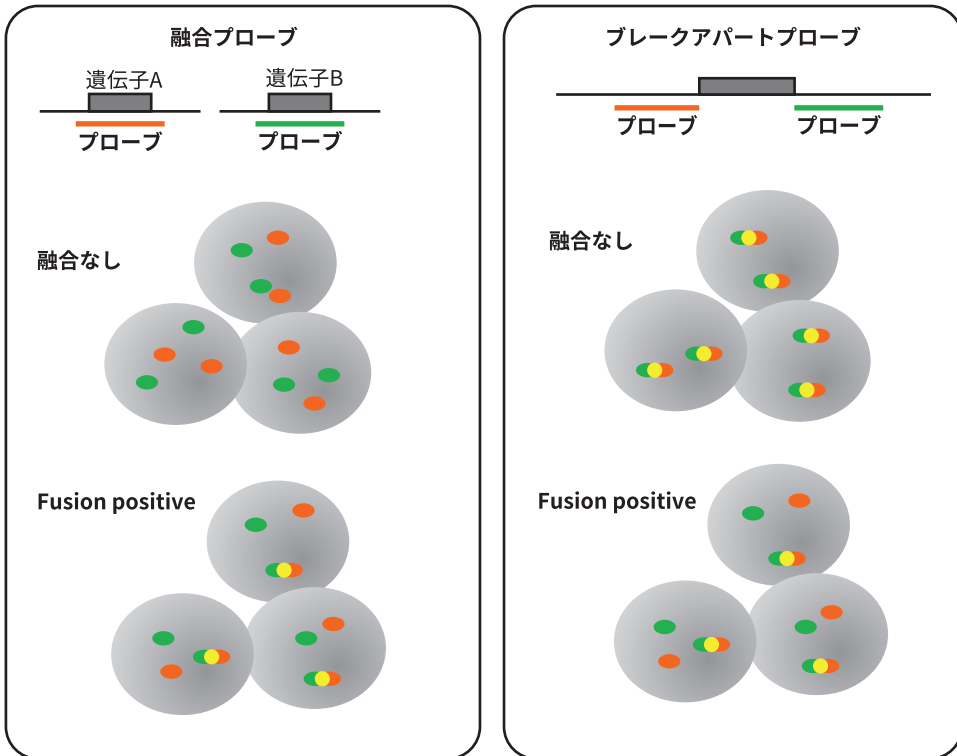 融合プローブ
遺伝子A
遺伝子B
プローブ
プローブ
融合なし
Fusion positive
ブレークアパートプローブ
プローブ
プローブ
融合なし
Fusion positive